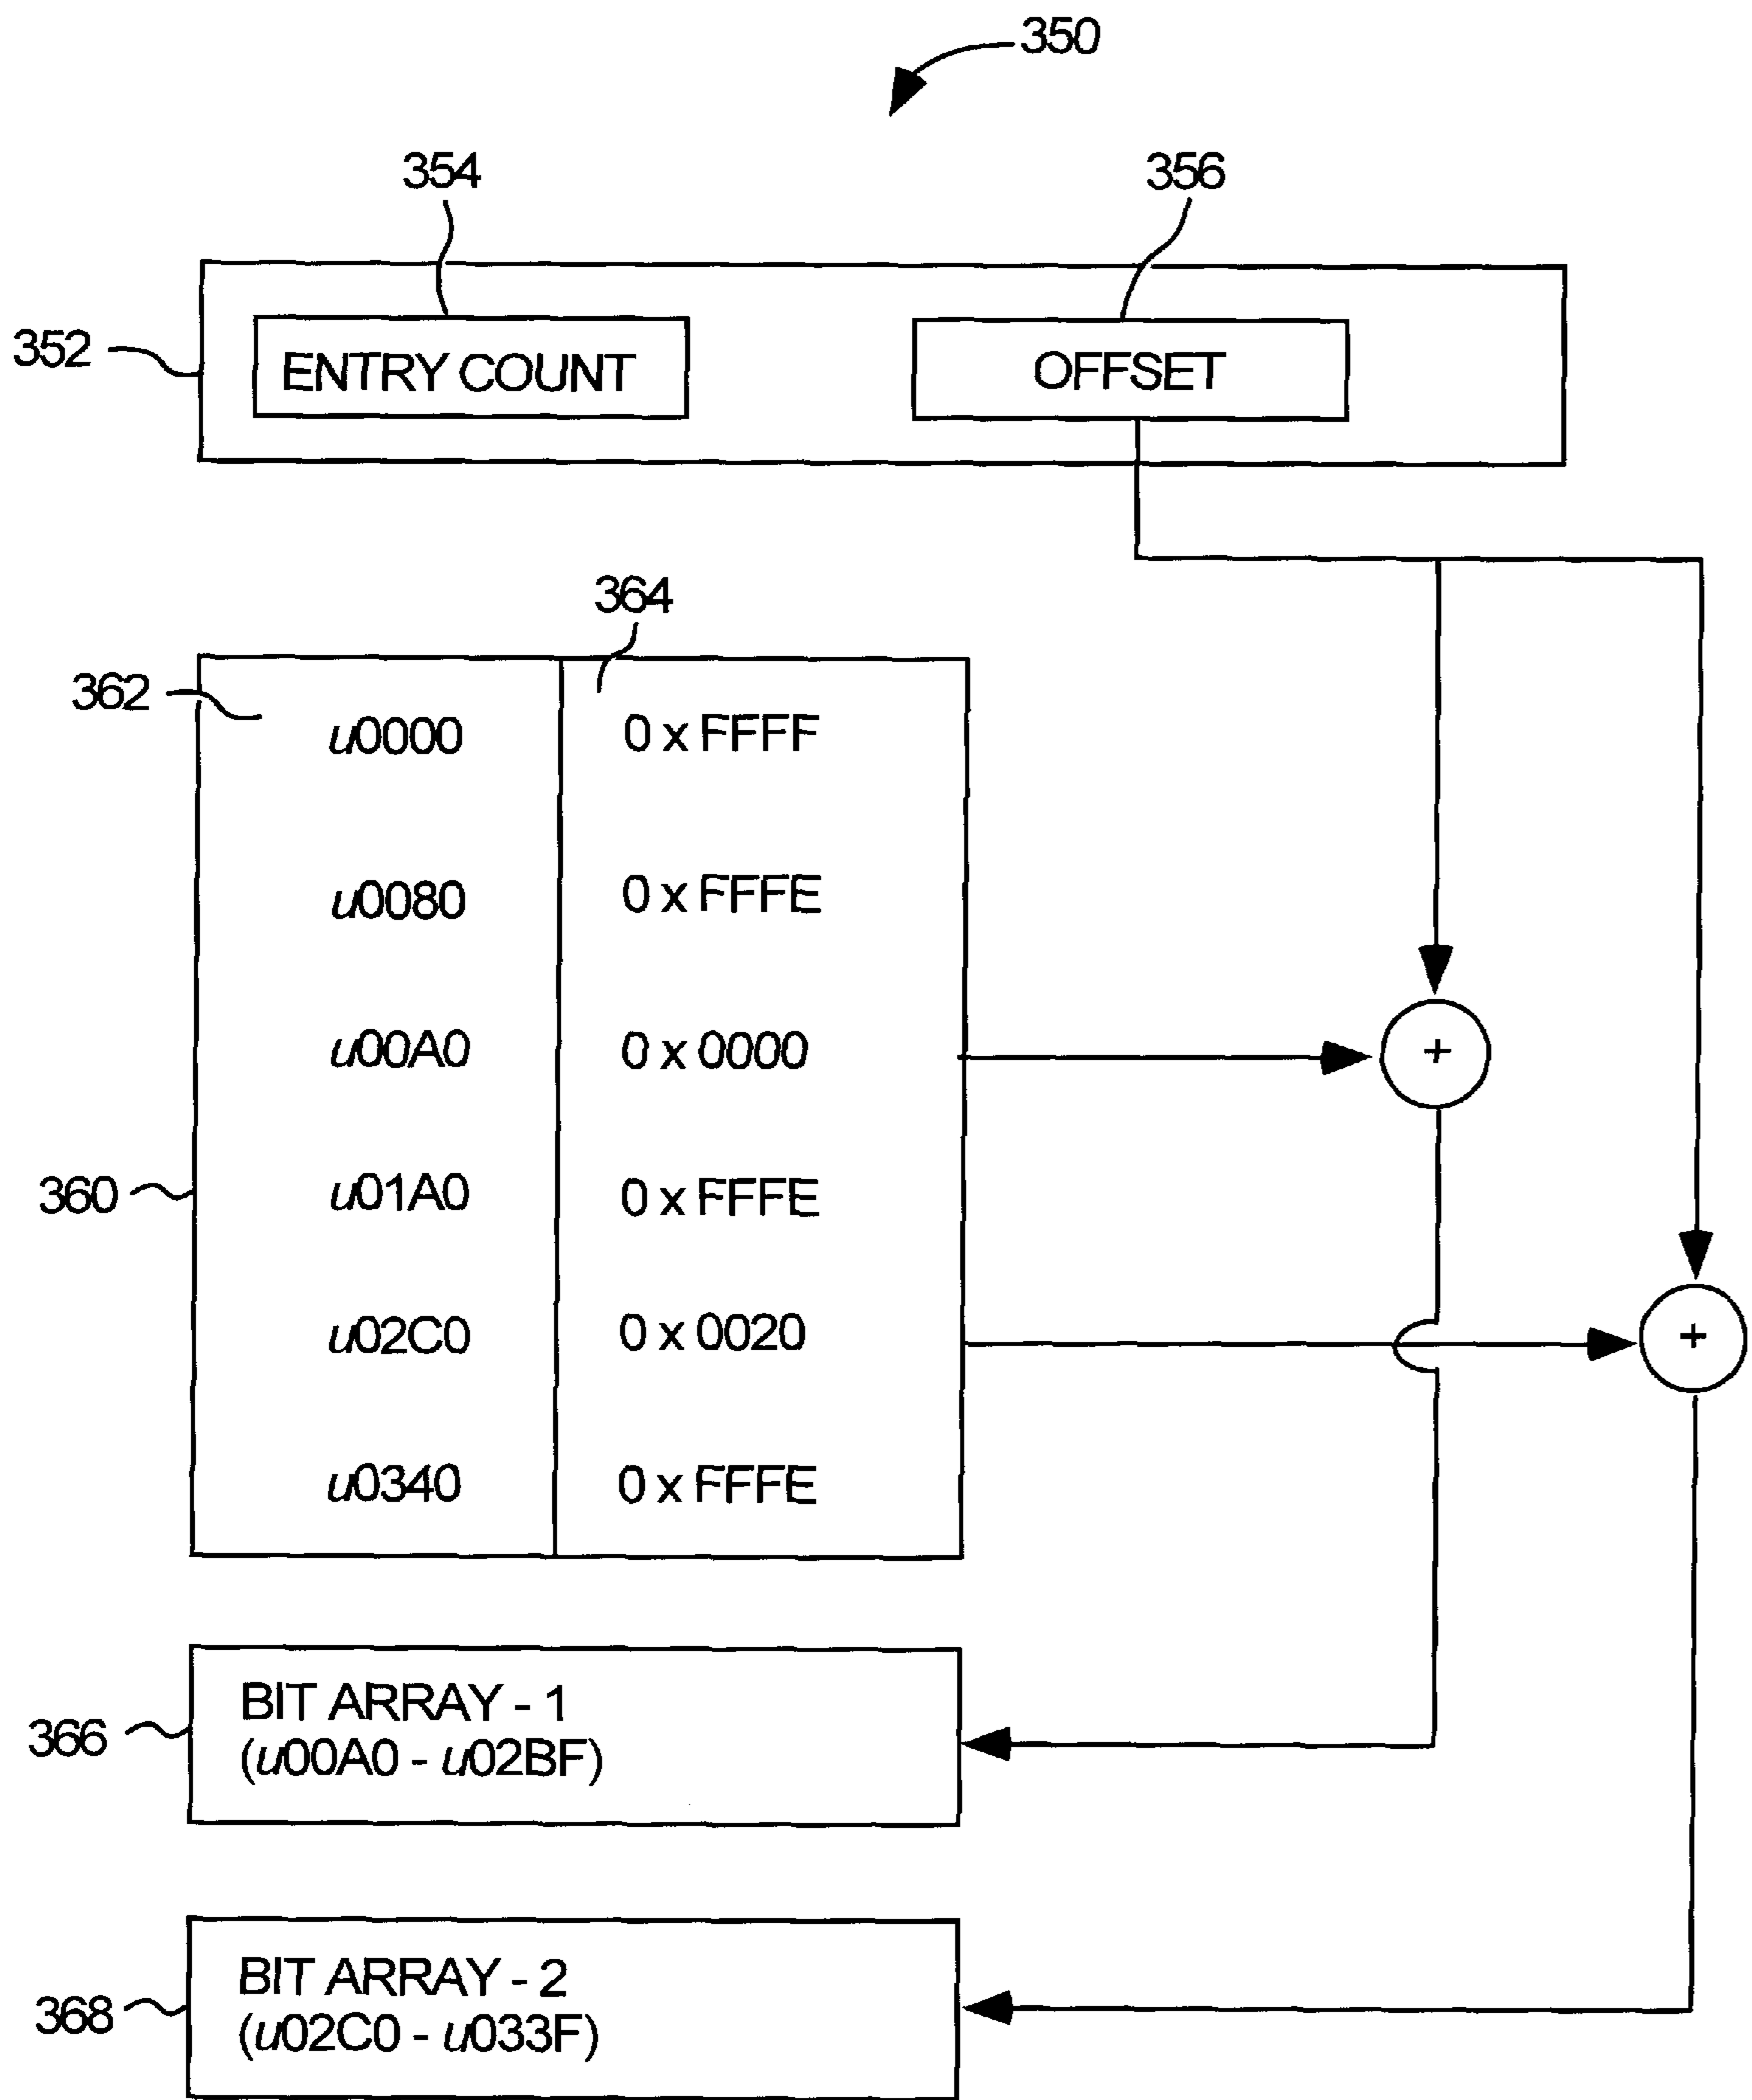 350
354
356
352
ENTRY COUNT
OFFSET
364
362
u0000 0 x FFFF
u0080 0 x FFFE
u00A0 0 x 0000
+
360
u01A0 0 x FFFE
u02C0 0 x 0020
+
u0340 0 x FFFE
366
BIT ARRAY - 1
(u00A0 - u02BF)
368
BIT ARRAY - 2
(u02C0 - u033F)